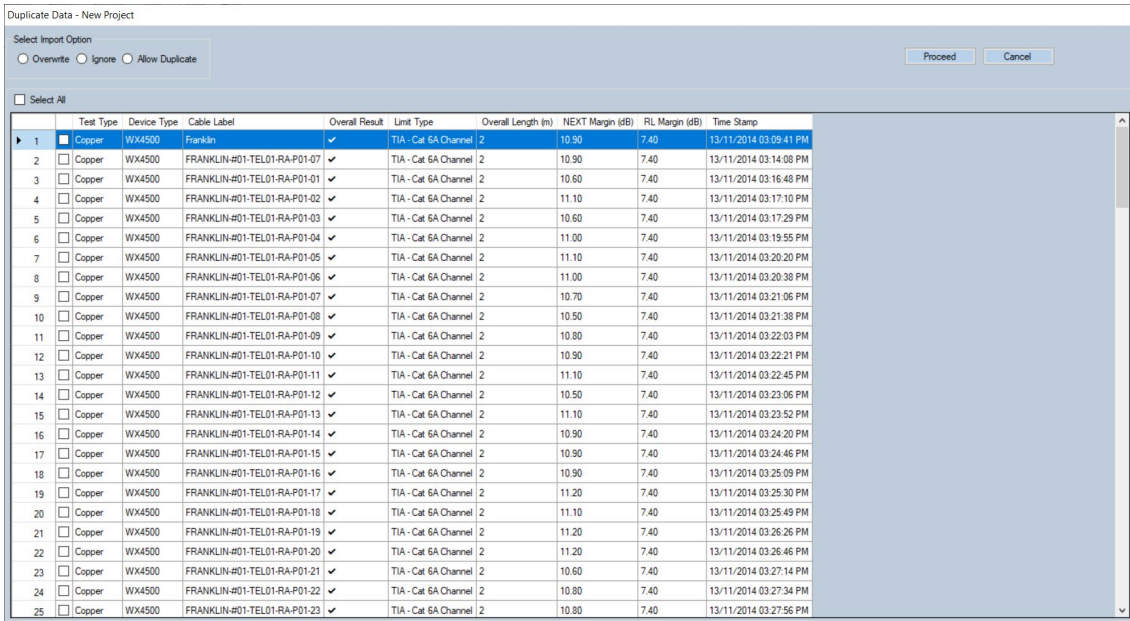 Duplicate Data - New Project
Select Import Option
Overwrite Ignore Allow Duplicate
Proceed Cancel
Select All
Test Type Device Type Cable Label Overall Result Limit Type Overall Length (m) NEXT Margin (dB) RL Margin (dB) Time Stamp
1 Copper WX4500 Franklin ✓ TIA - Cat 6A Channel 2 10.90 7.40 13/11/2014 03:09:41 PM
2 Copper WX4500 FRANKLIN-#01-TEL01-RA-P01-07 ✓ TIA - Cat 6A Channel 2 10.90 7.40 13/11/2014 03:14:08 PM
3 Copper WX4500 FRANKLIN-#01-TEL01-RA-P01-01 ✓ TIA - Cat 6A Channel 2 10.60 7.40 13/11/2014 03:16:48 PM
4 Copper WX4500 FRANKLIN-#01-TEL01-RA-P01-02 ✓ TIA - Cat 6A Channel 2 11.10 7.40 13/11/2014 03:17:10 PM
5 Copper WX4500 FRANKLIN-#01-TEL01-RA-P01-03 ✓ TIA - Cat 6A Channel 2 10.60 7.40 13/11/2014 03:17:29 PM
6 Copper WX4500 FRANKLIN-#01-TEL01-RA-P01-04 ✓ TIA - Cat 6A Channel 2 11.00 7.40 13/11/2014 03:19:55 PM
7 Copper WX4500 FRANKLIN-#01-TEL01-RA-P01-05 ✓ TIA - Cat 6A Channel 2 11.10 7.40 13/11/2014 03:20:20 PM
8 Copper WX4500 FRANKLIN-#01-TEL01-RA-P01-06 ✓ TIA - Cat 6A Channel 2 11.00 7.40 13/11/2014 03:20:38 PM
9 Copper WX4500 FRANKLIN-#01-TEL01-RA-P01-07 ✓ TIA - Cat 6A Channel 2 10.70 7.40 13/11/2014 03:21:06 PM
10 Copper WX4500 FRANKLIN-#01-TEL01-RA-P01-08 ✓ TIA - Cat 6A Channel 2 10.50 7.40 13/11/2014 03:21:38 PM
11 Copper WX4500 FRANKLIN-#01-TEL01-RA-P01-09 ✓ TIA - Cat 6A Channel 2 10.80 7.40 13/11/2014 03:22:03 PM
12 Copper WX4500 FRANKLIN-#01-TEL01-RA-P01-10 ✓ TIA - Cat 6A Channel 2 10.90 7.40 13/11/2014 03:22:21 PM
13 Copper WX4500 FRANKLIN-#01-TEL01-RA-P01-11 ✓ TIA - Cat 6A Channel 2 11.10 7.40 13/11/2014 03:22:45 PM
14 Copper WX4500 FRANKLIN-#01-TEL01-RA-P01-12 ✓ TIA - Cat 6A Channel 2 10.50 7.40 13/11/2014 03:23:06 PM
15 Copper WX4500 FRANKLIN-#01-TEL01-RA-P01-13 ✓ TIA - Cat 6A Channel 2 11.10 7.40 13/11/2014 03:23:52 PM
16 Copper WX4500 FRANKLIN-#01-TEL01-RA-P01-14 ✓ TIA - Cat 6A Channel 2 10.90 7.40 13/11/2014 03:24:20 PM
17 Copper WX4500 FRANKLIN-#01-TEL01-RA-P01-15 ✓ TIA - Cat 6A Channel 2 10.90 7.40 13/11/2014 03:24:46 PM
18 Copper WX4500 FRANKLIN-#01-TEL01-RA-P01-16 ✓ TIA - Cat 6A Channel 2 10.90 7.40 13/11/2014 03:25:09 PM
19 Copper WX4500 FRANKLIN-#01-TEL01-RA-P01-17 ✓ TIA - Cat 6A Channel 2 11.20 7.40 13/11/2014 03:25:30 PM
20 Copper WX4500 FRANKLIN-#01-TEL01-RA-P01-18 ✓ TIA - Cat 6A Channel 2 11.10 7.40 13/11/2014 03:25:49 PM
21 Copper WX4500 FRANKLIN-#01-TEL01-RA-P01-19 ✓ TIA - Cat 6A Channel 2 11.20 7.40 13/11/2014 03:26:26 PM
22 Copper WX4500 FRANKLIN-#01-TEL01-RA-P01-20 ✓ TIA - Cat 6A Channel 2 11.20 7.40 13/11/2014 03:26:46 PM
23 Copper WX4500 FRANKLIN-#01-TEL01-RA-P01-21 ✓ TIA - Cat 6A Channel 2 10.60 7.40 13/11/2014 03:27:14 PM
24 Copper WX4500 FRANKLIN-#01-TEL01-RA-P01-22 ✓ TIA - Cat 6A Channel 2 10.80 7.40 13/11/2014 03:27:34 PM
25 Copper WX4500 FRANKLIN-#01-TEL01-RA-P01-23 ✓ TIA - Cat 6A Channel 2 10.80 7.40 13/11/2014 03:27:56 PM